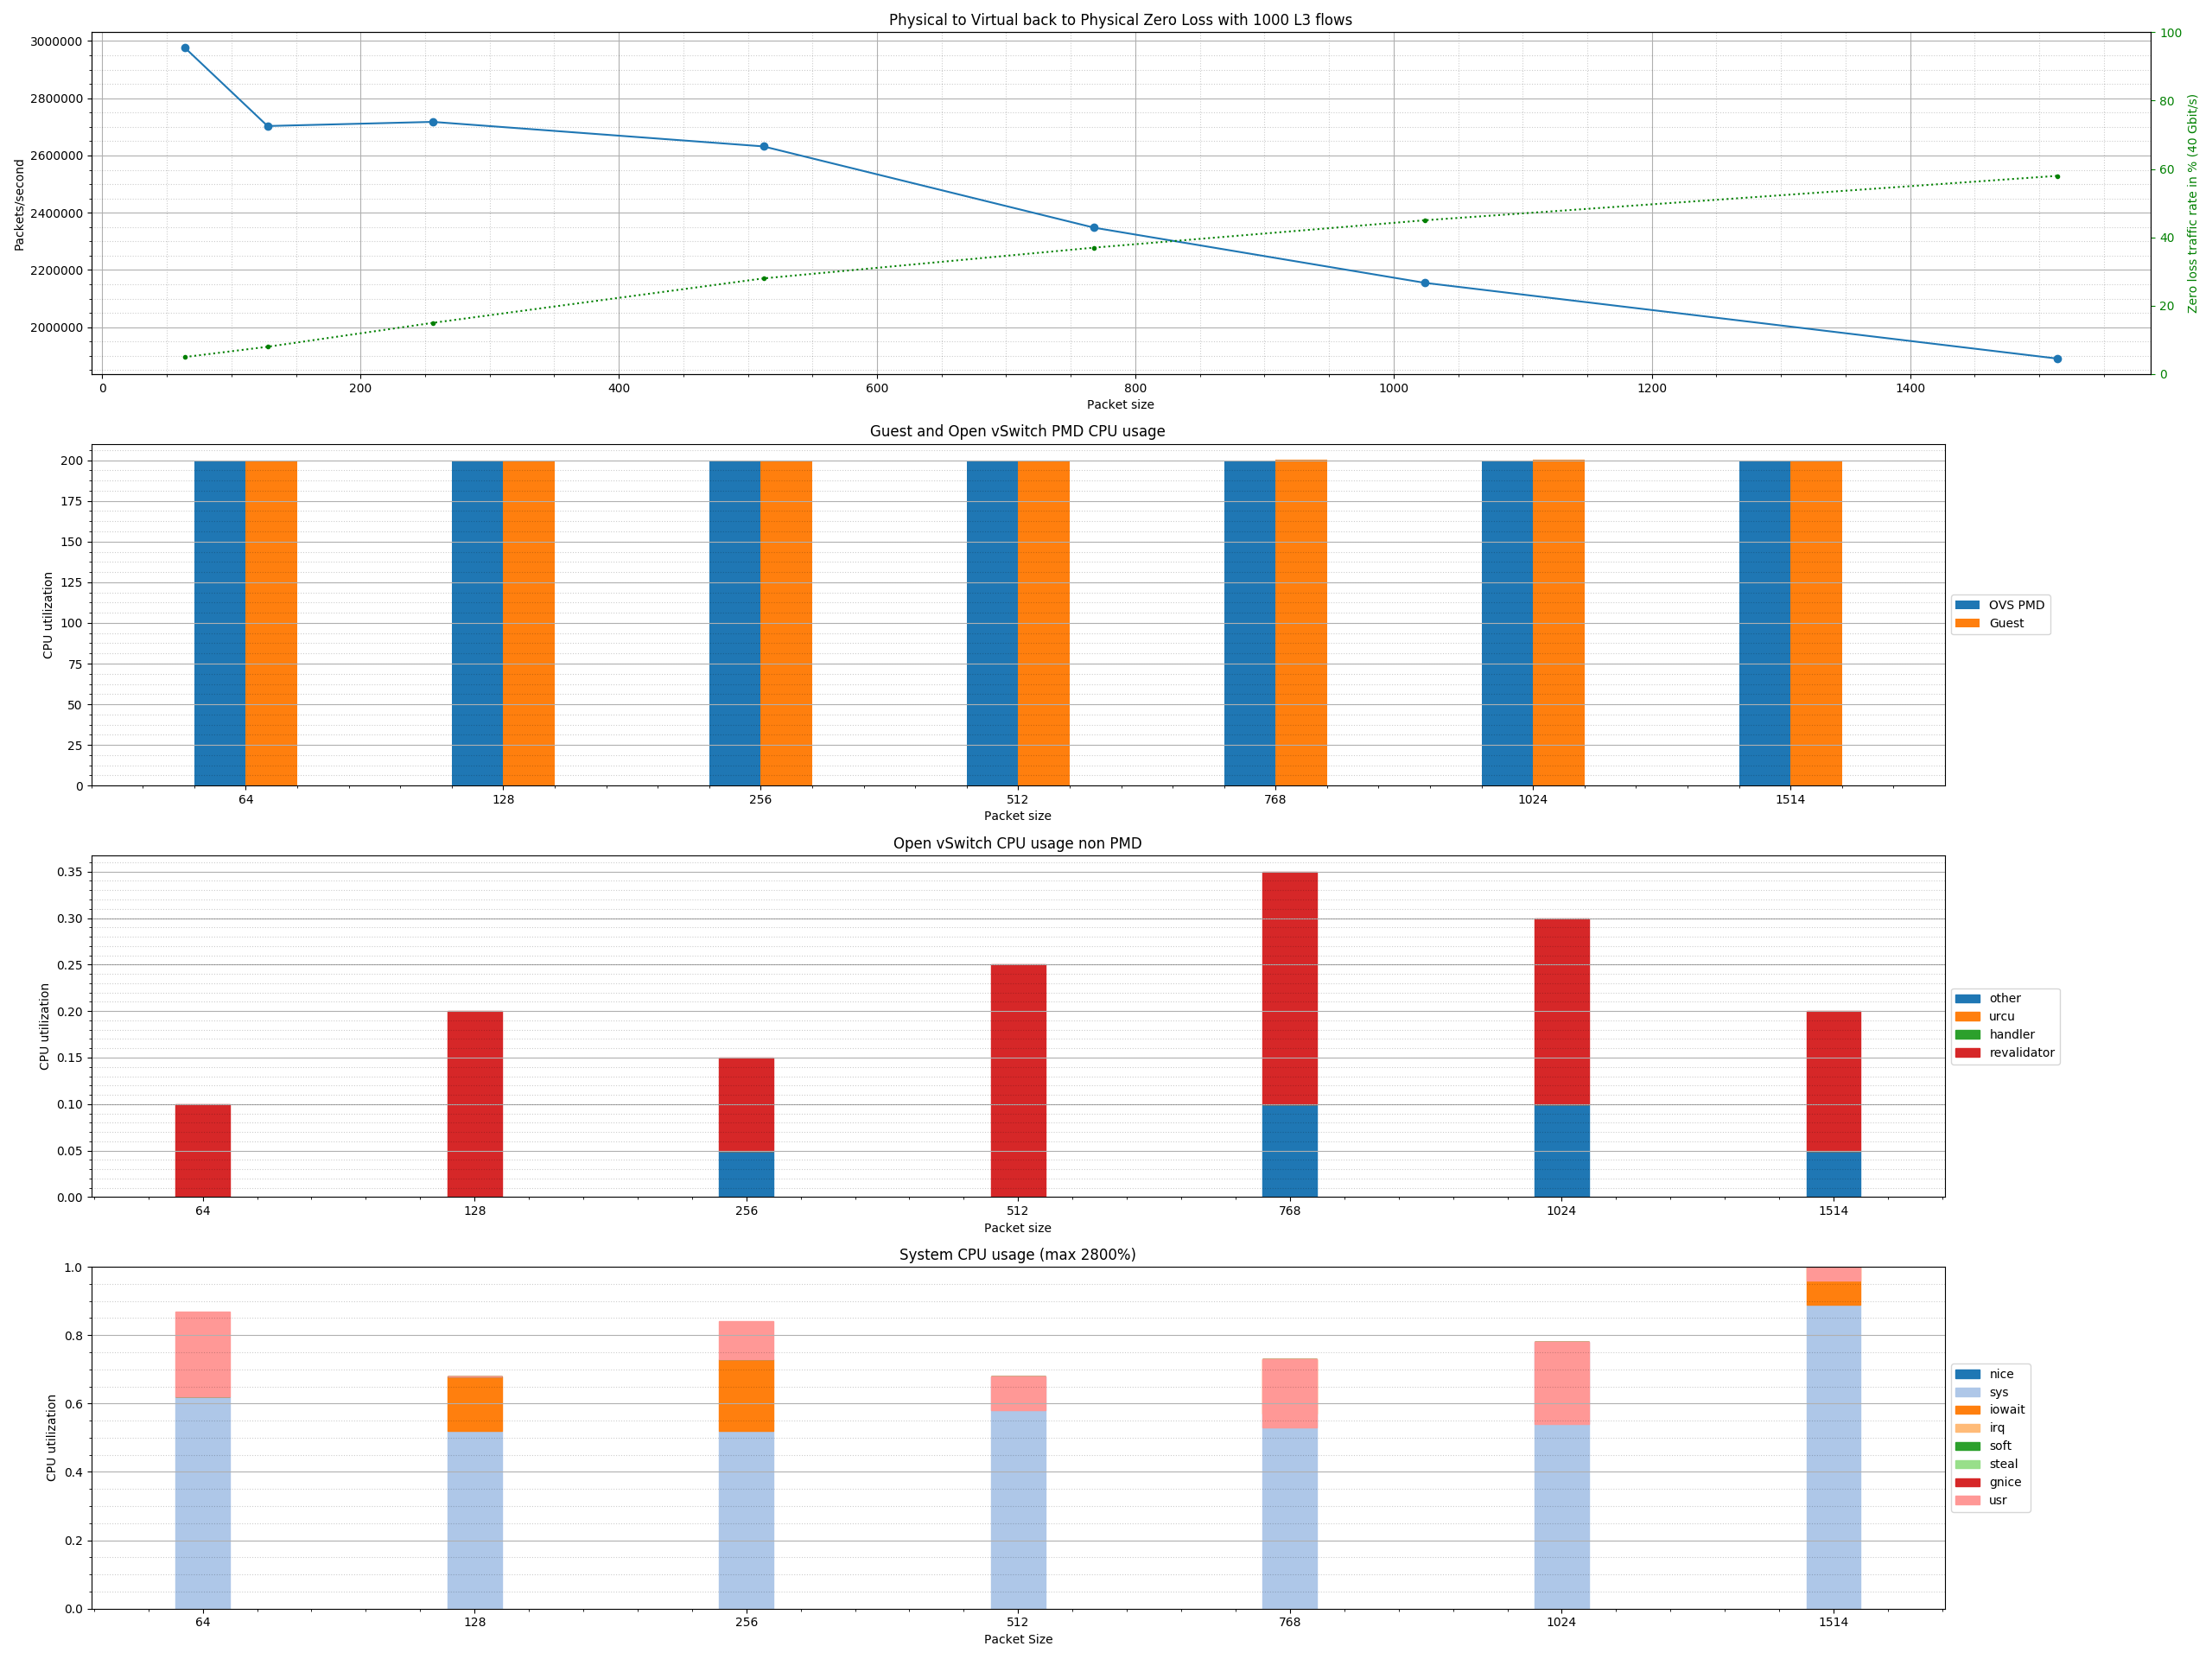 Physical to Virtual back to Physical Zero Loss with 1000 L3 flows
3000000
2800000
2600000
2400000
2200000
2000000
Packets/second
100
80
60
40
20
0
Zero loss traffic rate in % (40 Gbit/s)
0 200 400 600 800 1000 1200 1400
Packet size
Guest and Open vSwitch PMD CPU usage
200
175
150
125
100
75
50
25
0
CPU utilization
OVS PMD
Guest
64 128 256 512 768 1024 1514
Packet size
Open vSwitch CPU usage non PMD
0.35
0.30
0.25
0.20
0.15
0.10
0.05
0.00
CPU utilization
other
urcu
handler
revalidator
64 128 256 512 768 1024 1514
Packet size
System CPU usage (max 2800%)
1.0
0.8
0.6
0.4
0.2
0.0
CPU utilization
nice
sys
iowait
irq
soft
steal
gnice
usr
64 128 256 512 768 1024 1514
Packet Size